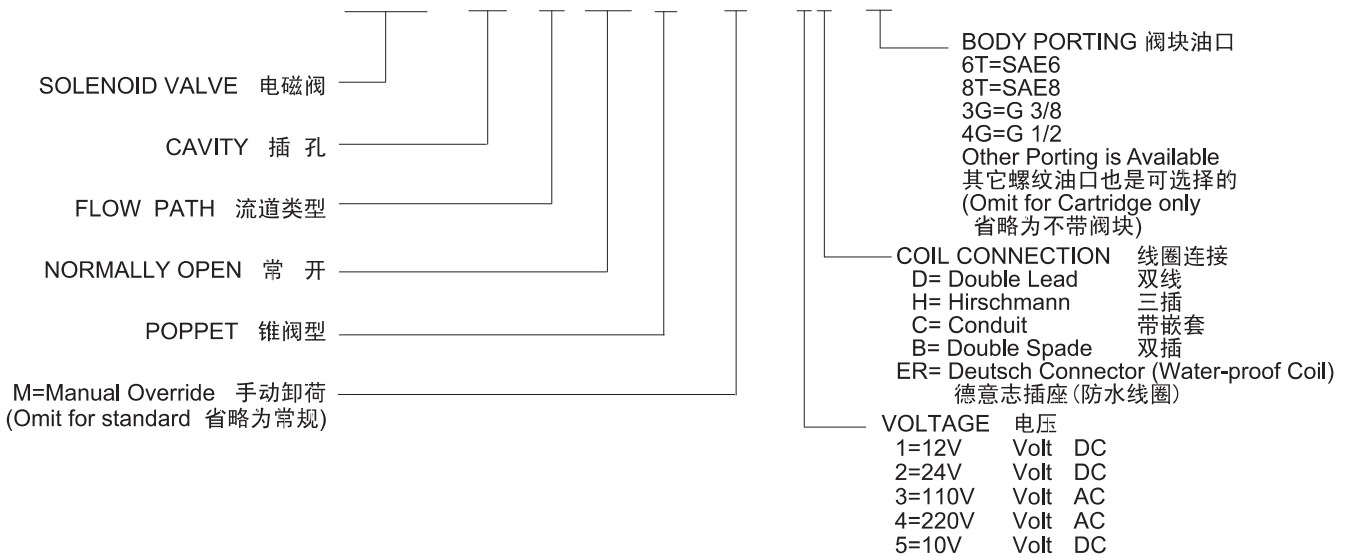 SOLENOID VALVE 电磁阀
CAVITY 插 孔
FLOW PATH 流道类型
NORMALLY OPEN 常 开
POPPET 锥阀型
M=Manual Override 手动卸荷
(Omit for standard 省略为常规)
BODY PORTING 阀块油口
6T=SAE6
8T=SAE8
3G=G 3/8
4G=G 1/2
Other Porting is Available
其它螺纹油口也是可选择的
(Omit for Cartridge only
省略为不带阀块)
COIL CONNECTION 线圈连接
D= Double Lead 双线
H= Hirschmann 三插
C= Conduit 带嵌套
B= Double Spade 双插
ER= Deutsch Connector (Water-proof Coil)
德意志插座(防水线圈)
VOLTAGE 电压
1=12V Volt DC
2=24V Volt DC
3=110V Volt AC
4=220V Volt AC
5=10V Volt DC